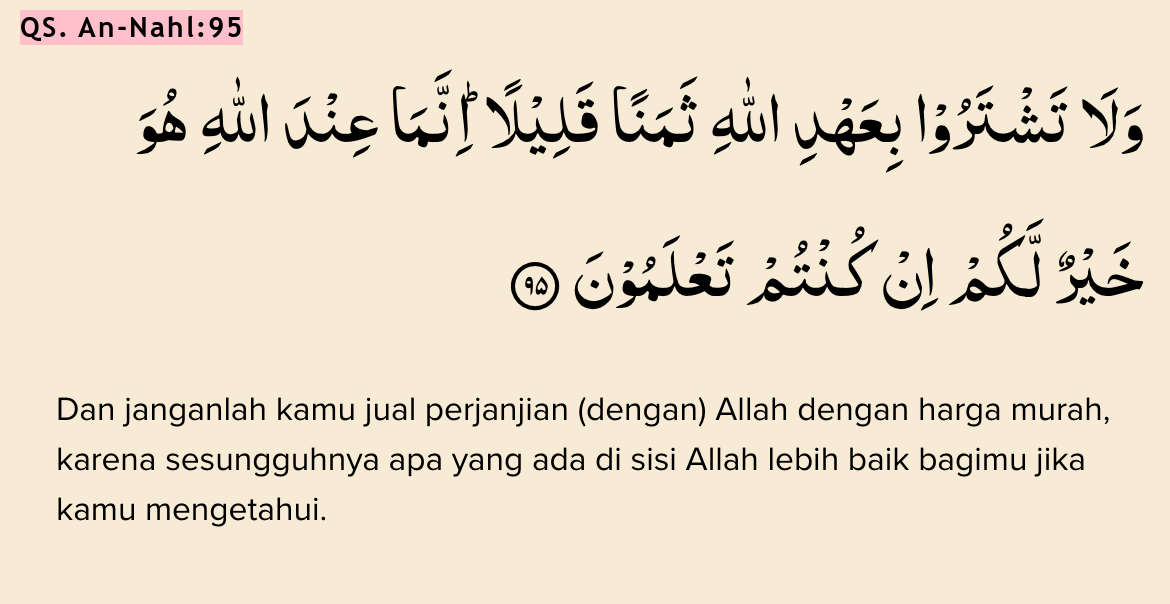 QS. An-Nahl:95
وَلَا تَشْتَرُوْا بِعَهْدِ اللّٰهِ ثَمَنًا قَلِيْلًاۗ اِنَّمَا عِنْدَ اللّٰهِ هُوَ
خَيْرٌ لَّكُمْ اِنْ كُنْتُمْ تَعْلَمُوْنَ ۹۵
Dan janganlah kamu jual perjanjian (dengan) Allah dengan harga murah,
karena sesungguhnya apa yang ada di sisi Allah lebih baik bagimu jika
kamu mengetahui.